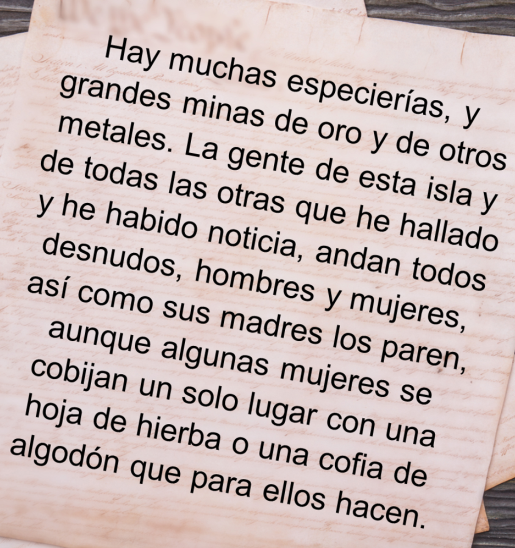 Hay muchas especierías, y
grandes minas de oro y de otros
metales. La gente de esta isla y
de todas las otras que he hallado
y he habido noticia, andan todos
desnudos, hombres y mujeres,
así como sus madres los paren,
aunque algunas mujeres se
cobijan un solo lugar con una
hoja de hierba o una cofia de
algodón que para ellos hacen.